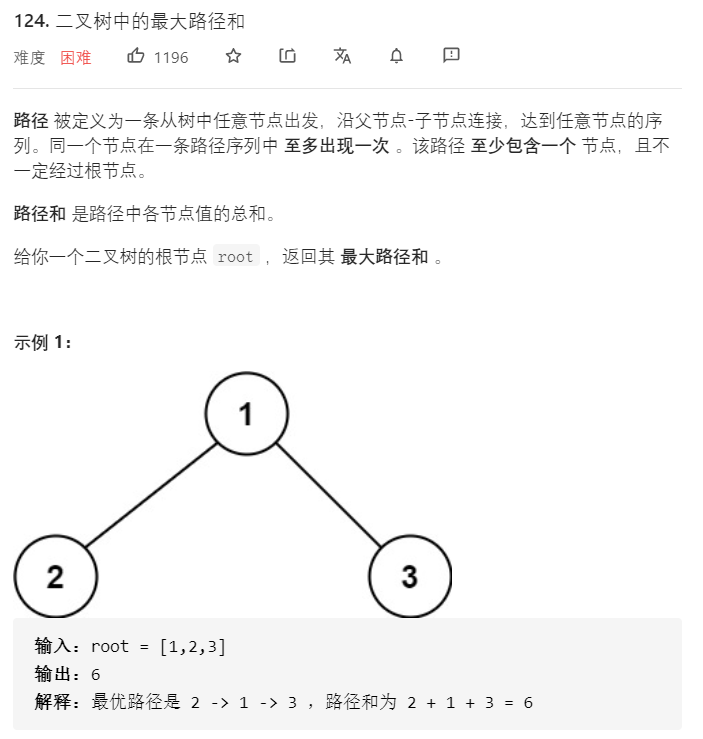 124. 二叉树中的最大路径和
难度 困难 1196
路径 被定义为一条从树中任意节点出发，沿父节点-子节点连接，达到任意节点的序
列。同一个节点在一条路径序列中 至多出现一次 。该路径 至少包含一个 节点，且不
一定经过根节点。
路径和 是路径中各节点值的总和。
给你一个二叉树的根节点 root ，返回其 最大路径和 。
示例 1：
1
2
3
输入：root = [1,2,3]
输出：6
解释：最优路径是 2 -> 1 -> 3 ，路径和为 2 + 1 + 3 = 6